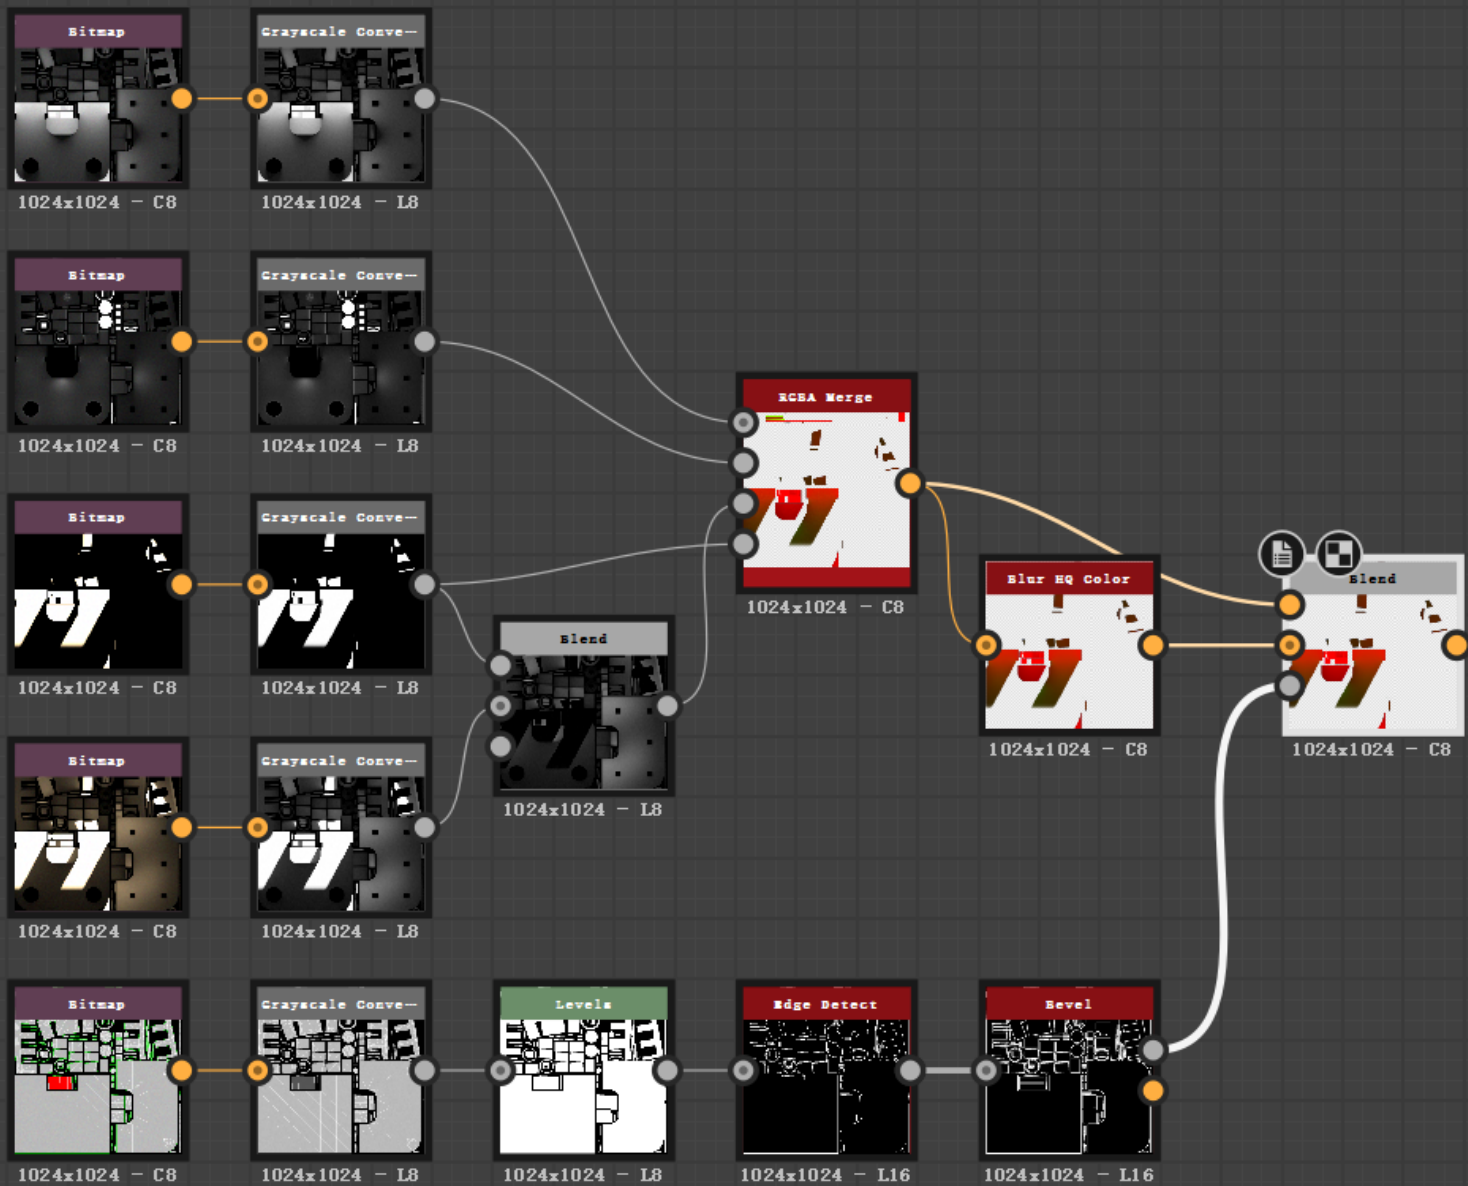 Bitmap
Grayscale Conve—
1024x1024 - C8
1024x1024 - L8
Bitmap
Grayscale Conve—
1024x1024 - C8
1024x1024 - L8
RGBA Merge
1024x1024 - C8
Bitmap
Grayscale Conve—
1024x1024 - C8
1024x1024 - L8
Blend
1024x1024 - L8
Blur HQ Color
1024x1024 - C8
Blend
1024x1024 - C8
Bitmap
Grayscale Conve—
1024x1024 - C8
1024x1024 - L8
Bitmap
Grayscale Conve—
Levels
Edge Detect
Bevel
1024x1024 - C8
1024x1024 - L8
1024x1024 - L8
1024x1024 - L16
1024x1024 - L16